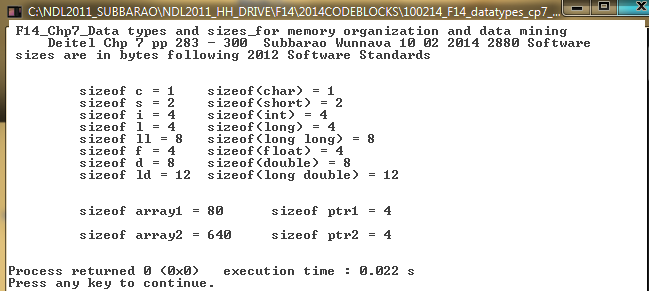 C:\NDL2011_SUBBARAO\NDL2011_HH_DRIVE\F14\2014CODEBLOCKS\100214_F14_datatypes_cp7_...
F14_Chp7_Data types and sizes_for memory organization and data mining
Deitel Chp 7 pp 283 - 300 Subbarao Wunnava 10 02 2014 2880 Software
sizes are in bytes following 2012 Software Standards
sizeof c = 1 sizeof(char) = 1
sizeof s = 2 sizeof(short) = 2
sizeof i = 4 sizeof(int) = 4
sizeof l = 4 sizeof(long) = 4
sizeof ll = 8 sizeof(long long) = 8
sizeof f = 4 sizeof(float) = 4
sizeof d = 8 sizeof(double) = 8
sizeof ld = 12 sizeof(long double) = 12
sizeof array1 = 80 sizeof ptr1 = 4
sizeof array2 = 640 sizeof ptr2 = 4
Process returned 0 (0x0) execution time : 0.022 s
Press any key to continue.